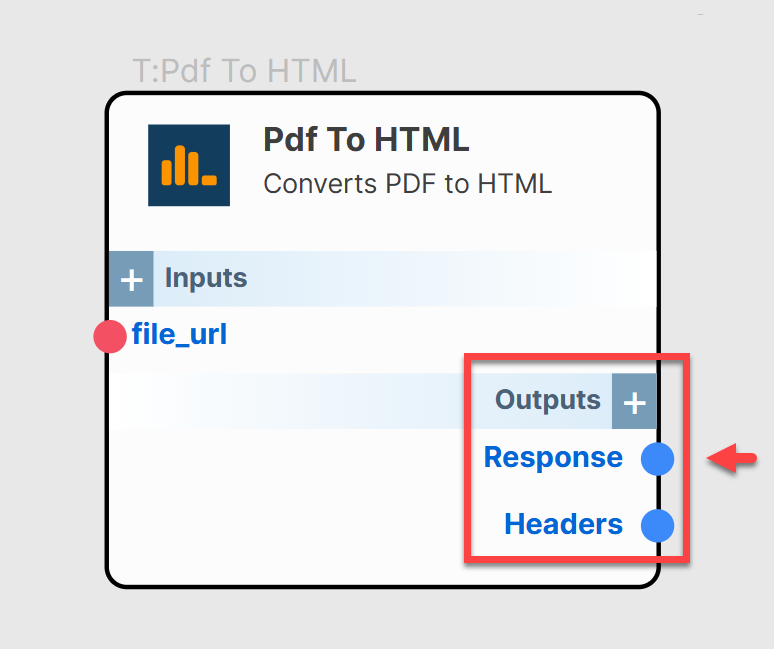 T:Pdf To HTML
Pdf To HTML
Converts PDF to HTML
+ Inputs
file_url
Outputs +
Response
Headers